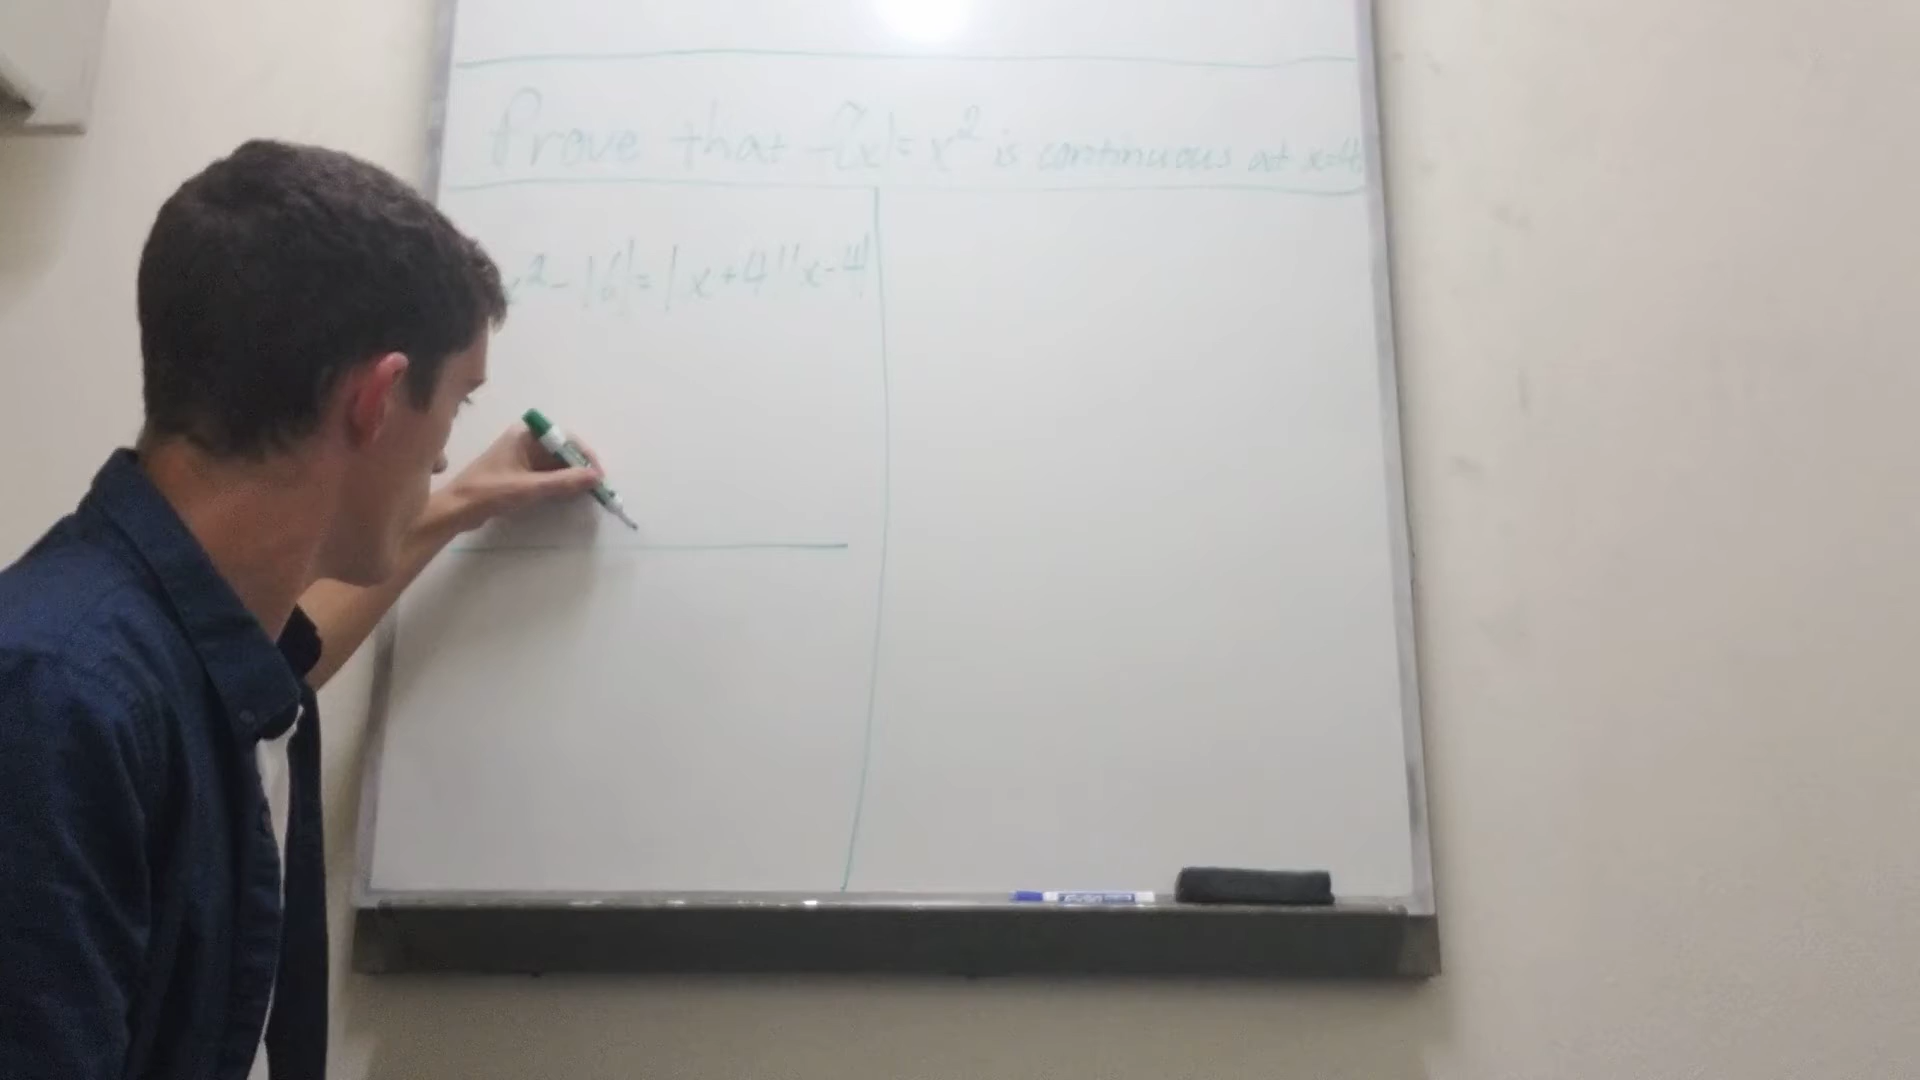 Prove that f(x)=x² is continuous at x=4.
x²-16|=|x+4||x-4|